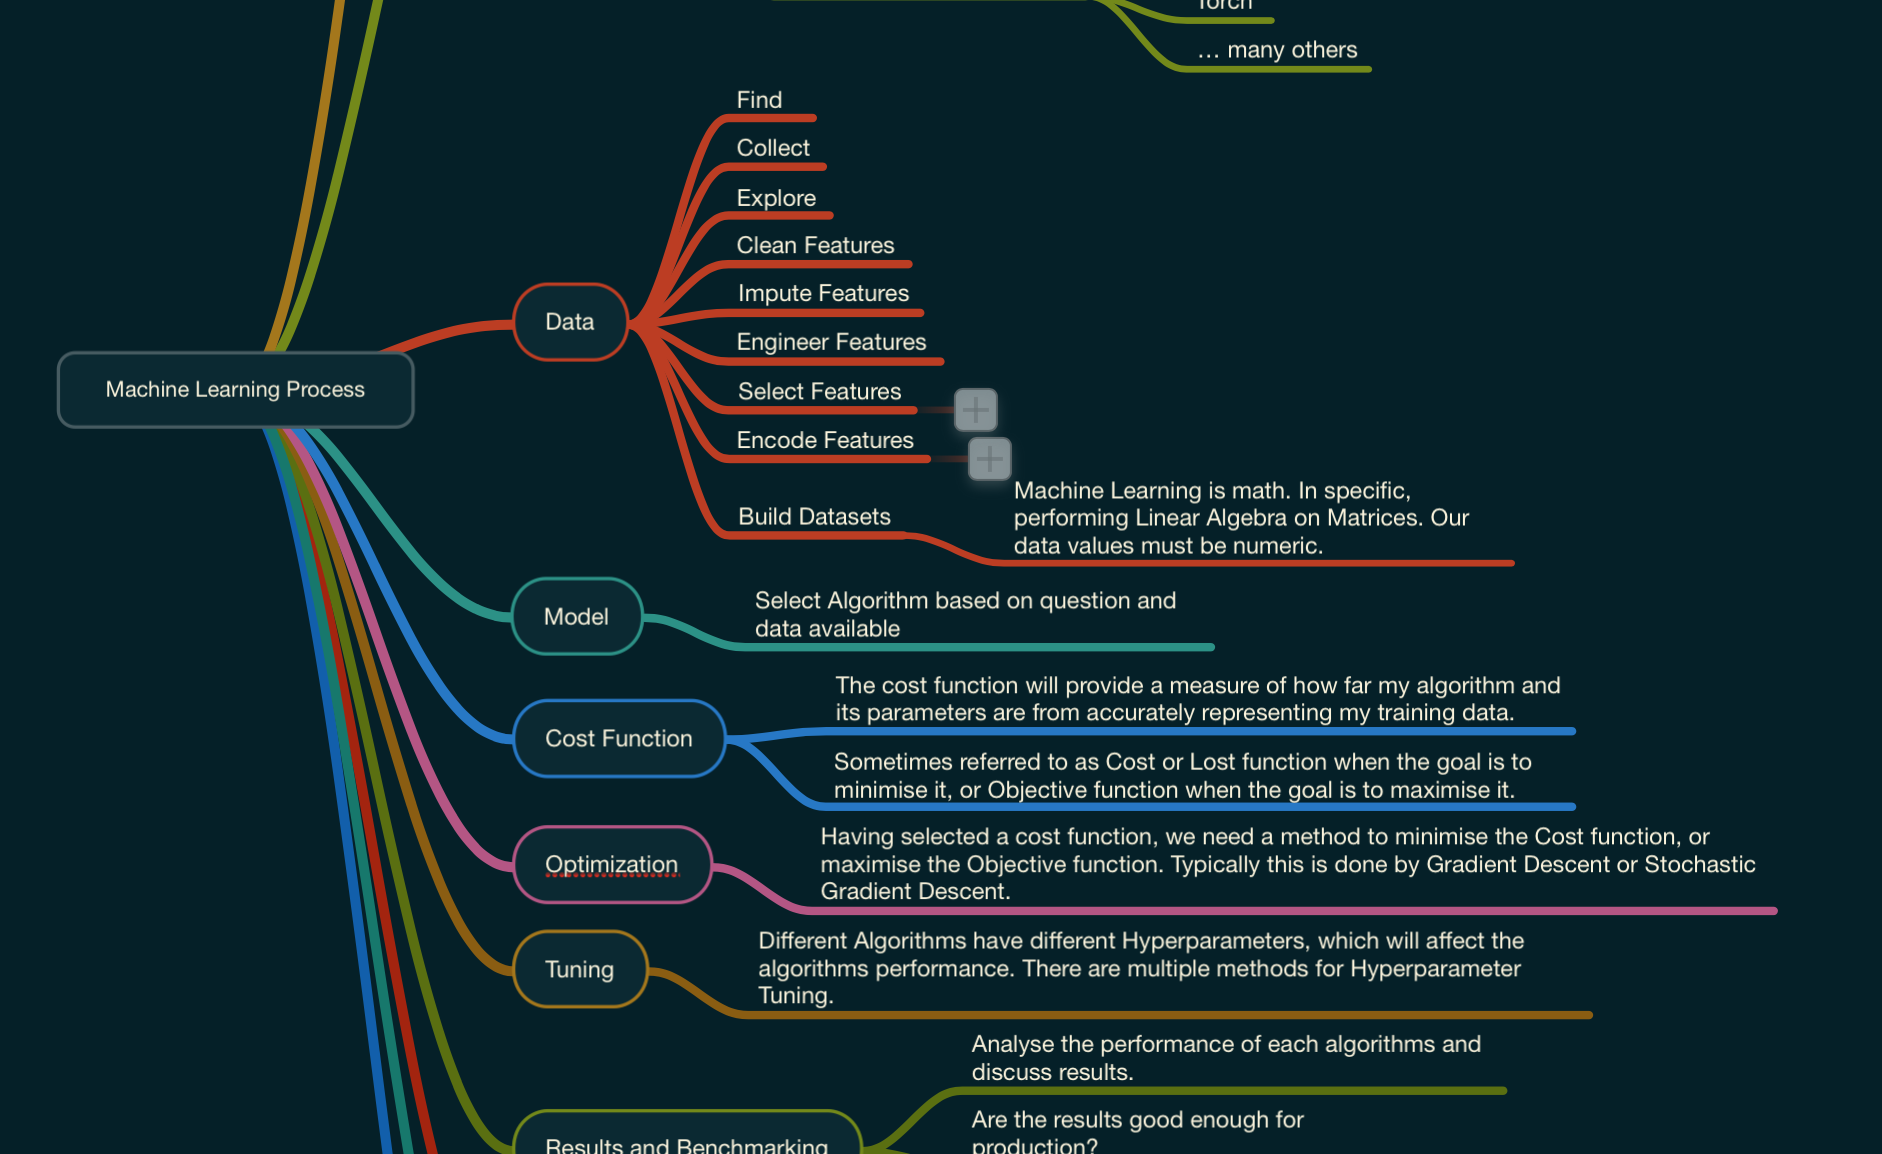 Torch
... many others
Find
Collect
Explore
Clean Features
Impute Features
Engineer Features
Select Features
Encode Features
Build Datasets
Machine Learning is math. In specific,
performing Linear Algebra on Matrices. Our
data values must be numeric.
Data
Machine Learning Process
Model
Select Algorithm based on question and
data available
Cost Function
The cost function will provide a measure of how far my algorithm and
its parameters are from accurately representing my training data.
Sometimes referred to as Cost or Lost function when the goal is to
minimise it, or Objective function when the goal is to maximise it.
Optimization
Having selected a cost function, we need a method to minimise the Cost function, or
maximise the Objective function. Typically this is done by Gradient Descent or Stochastic
Gradient Descent.
Tuning
Different Algorithms have different Hyperparameters, which will affect the
algorithms performance. There are multiple methods for Hyperparameter
Tuning.
Results and Benchmarking
Analyse the performance of each algorithms and
discuss results.
Are the results good enough for
production?